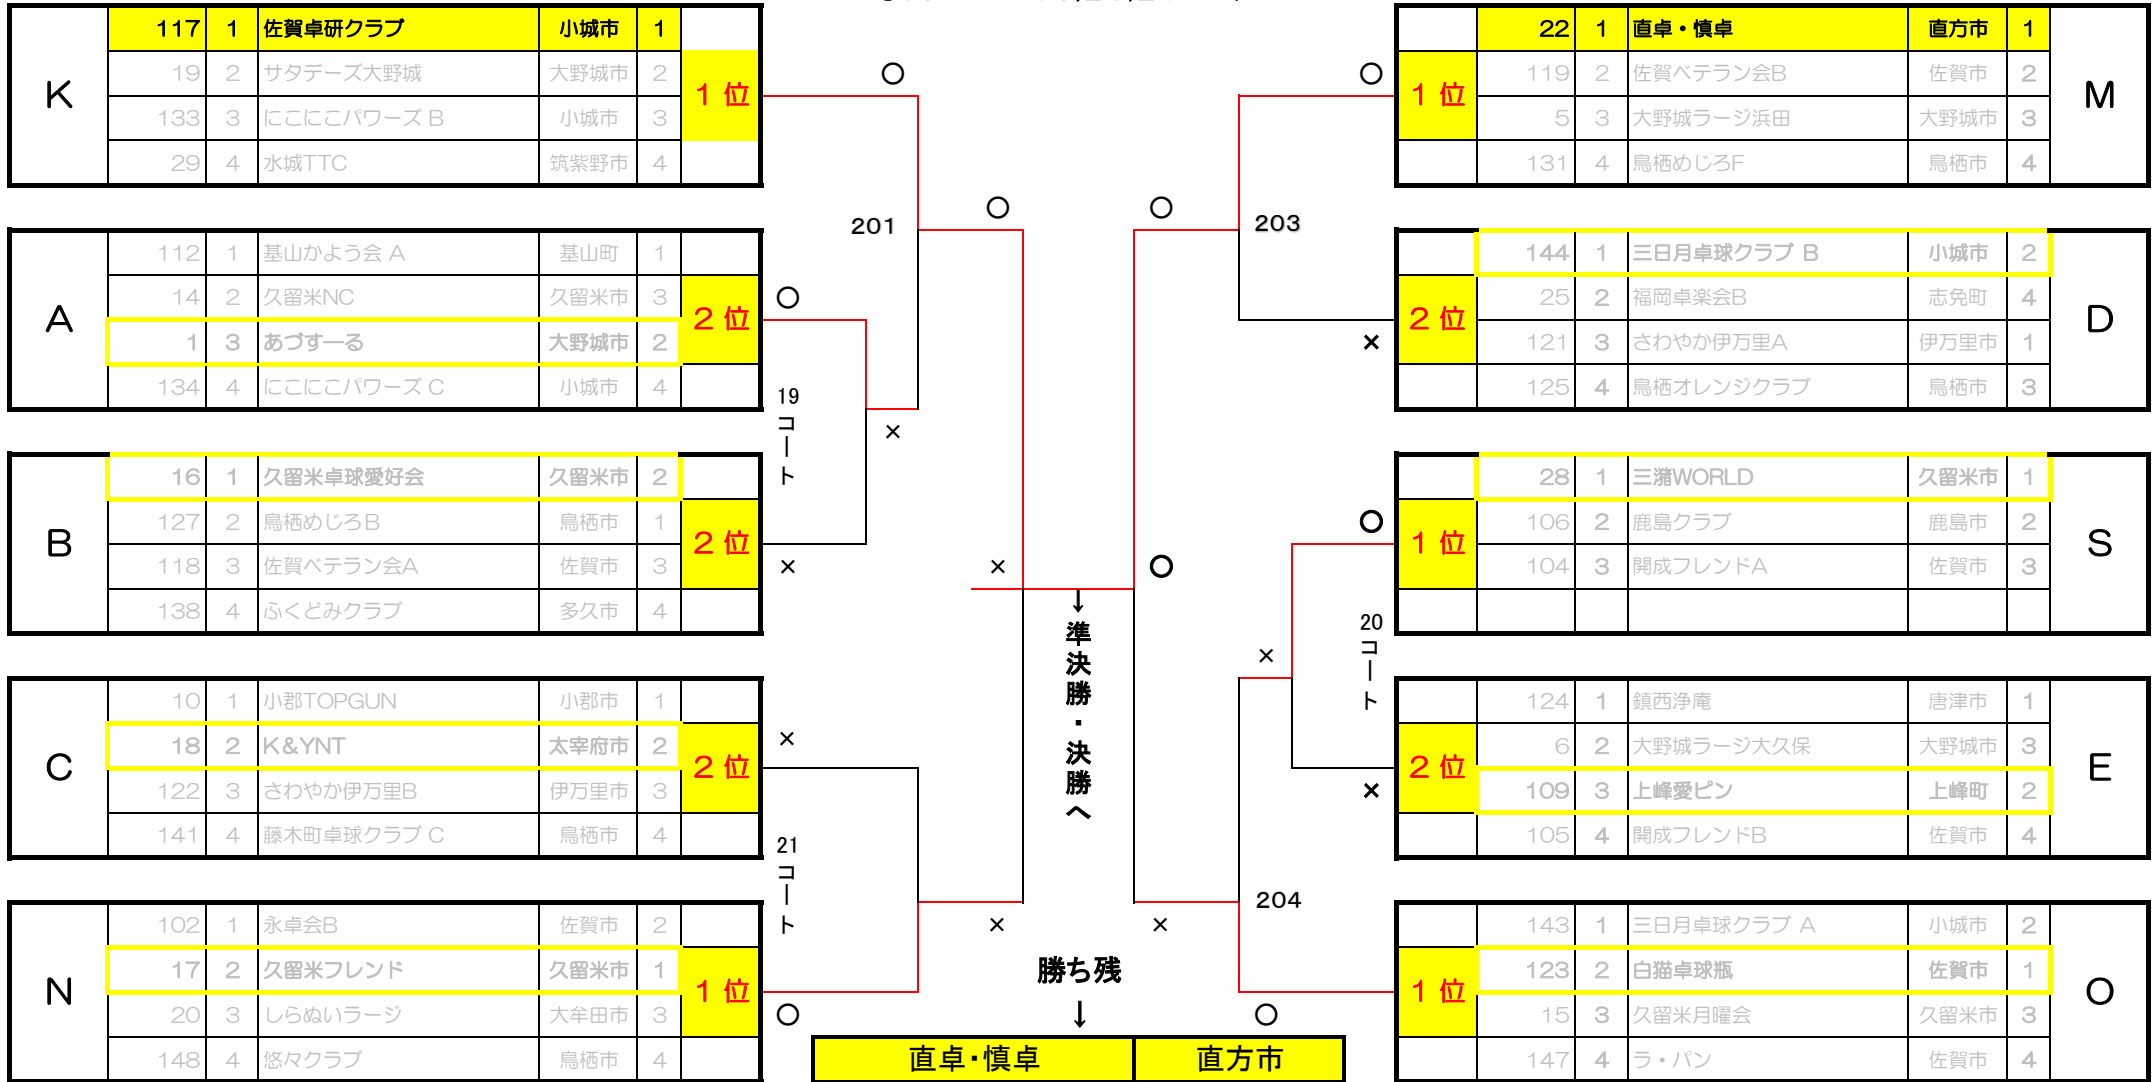 K
117 1 佐賀卓研クラブ 小城市 1
19 2 サタデーズ大野城 大野城市 2
133 3 にこにこパワーズ B 小城市 3
29 4 水城TTC 筑紫野市 4
1 位
A
112 1 基山かよう会 A 基山町 1
14 2 久留米NC 久留米市 3
1 3 あづすーる 大野城市 2
134 4 にこにこパワーズ C 小城市 4
2 位
B
16 1 久留米卓球愛好会 久留米市 2
127 2 鳥栖めじろB 鳥栖市 1
118 3 佐賀ベテラン会A 佐賀市 3
138 4 ふくどみクラブ 多久市 4
2 位
C
10 1 小郡TOPGUN 小郡市 1
18 2 K&YNT 太宰府市 2
122 3 さわやか伊万里B 伊万里市 3
141 4 藤木町卓球クラブ C 鳥栖市 4
2 位
N
102 1 永卓会B 佐賀市 2
17 2 久留米フレンド 久留米市 1
20 3 しらぬいラージ 大牟田市 3
148 4 悠々クラブ 鳥栖市 4
1 位
○
201
○
○
19コート
×
×
×
×
21コート
×
○
↓準決勝・決勝へ
勝ち残
↓
直卓・慎卓 直方市
○
○
203
×
○
○
20コート
×
×
204
×
○
M
22 1 直卓・慎卓 直方市 1
119 2 佐賀ベテラン会B 佐賀市 2
5 3 大野城ラージ浜田 大野城市 3
131 4 鳥栖めじろF 鳥栖市 4
1 位
D
144 1 三日月卓球クラブ B 小城市 2
25 2 福岡卓楽会B 志免町 4
121 3 さわやか伊万里A 伊万里市 1
125 4 鳥栖オレンジクラブ 鳥栖市 3
2 位
S
28 1 三瀦WORLD 久留米市 1
106 2 鹿島クラブ 鹿島市 2
104 3 開成フレンドA 佐賀市 3
1 位
E
124 1 鎮西浄庵 唐津市 1
6 2 大野城ラージ大久保 大野城市 3
109 3 上峰愛ピン 上峰町 2
105 4 開成フレンドB 佐賀市 4
2 位
O
143 1 三日月卓球クラブ A 小城市 2
123 2 白猫卓球瓶 佐賀市 1
15 3 久留米月曜会 久留米市 3
147 4 ラ・パン 佐賀市 4
1 位